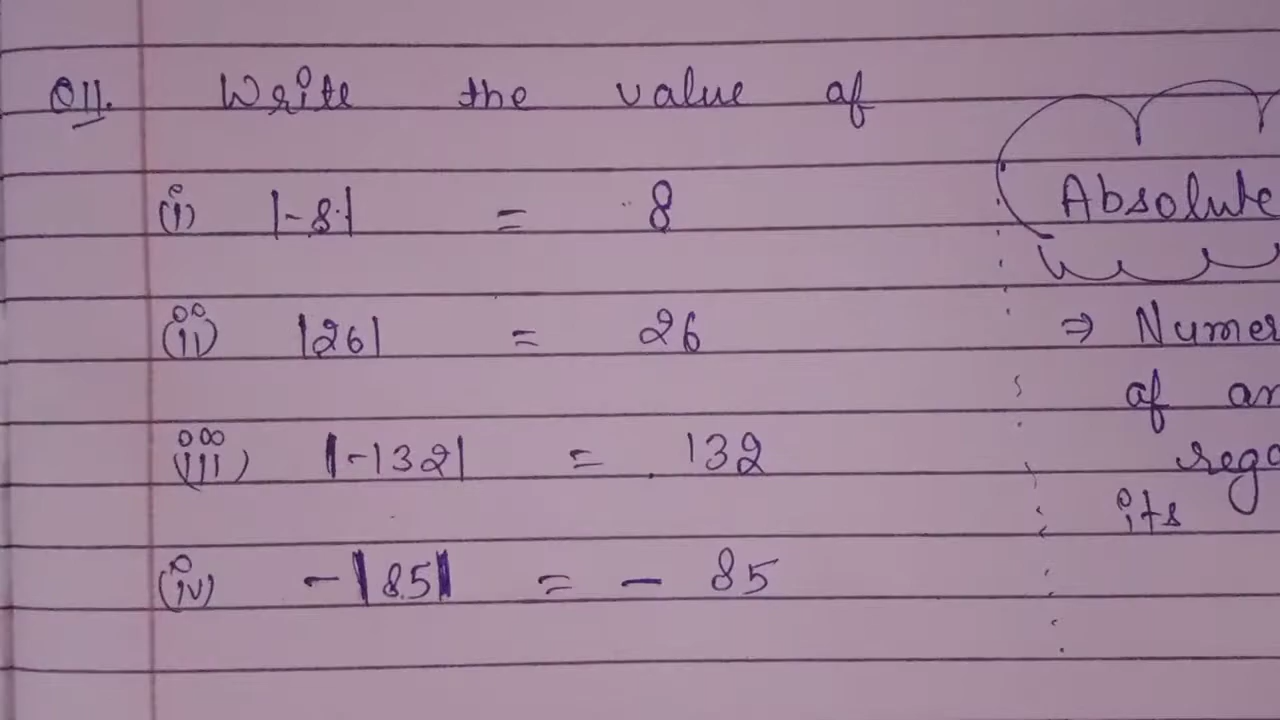 Q11. Write the value of
(i) |-8| = 8
(ii) |26| = 26
(iii) |-132| = 132
(iv) -|85| = - 85
Absolute
⇒ Numer
of an
rega
its